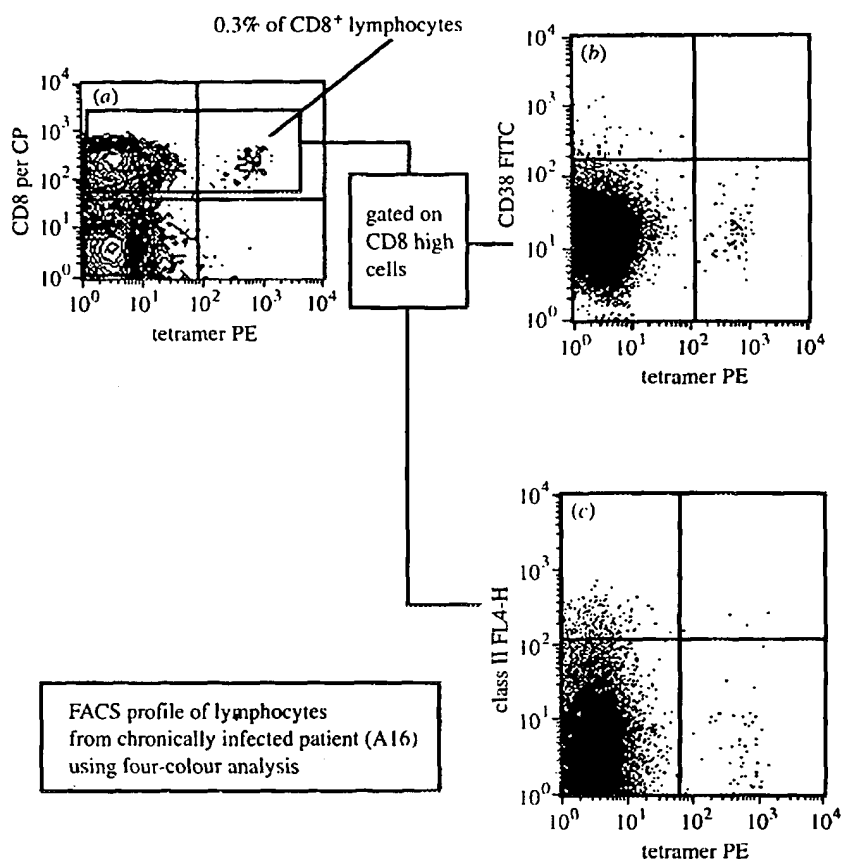 0.3% of CD8+ lymphocytes
(a)
10^4
10^3
10^2
10^1
10^0
CD8 per CP
10^0 10^1 10^2 10^3 10^4
tetramer PE
gated on
CD8 high
cells
(b)
10^4
10^3
10^2
10^1
10^0
CD38 FITC
10^0 10^1 10^2 10^3 10^4
tetramer PE
(c)
10^4
10^3
10^2
10^1
10^0
class II FL4-H
10^0 10^1 10^2 10^3 10^4
tetramer PE
FACS profile of lymphocytes
from chronically infected patient (A16)
using four-colour analysis